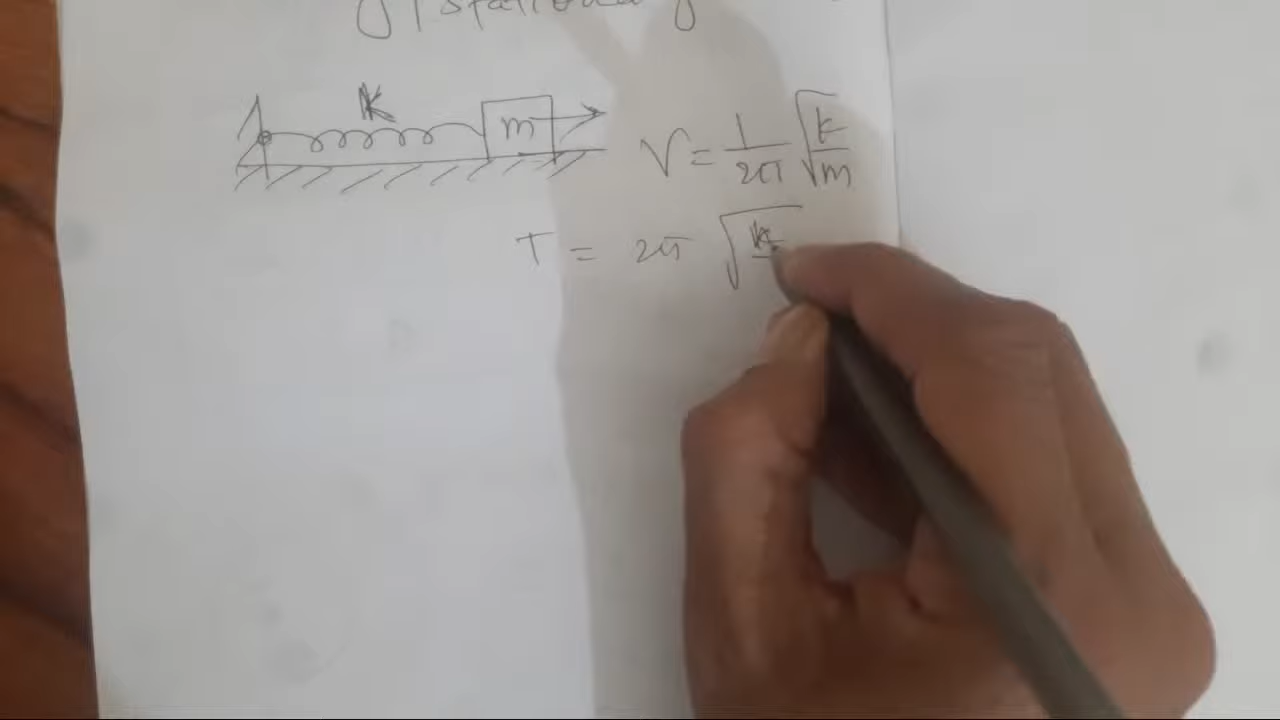 K
m
V = 1/2π √k/m
T = 2π √